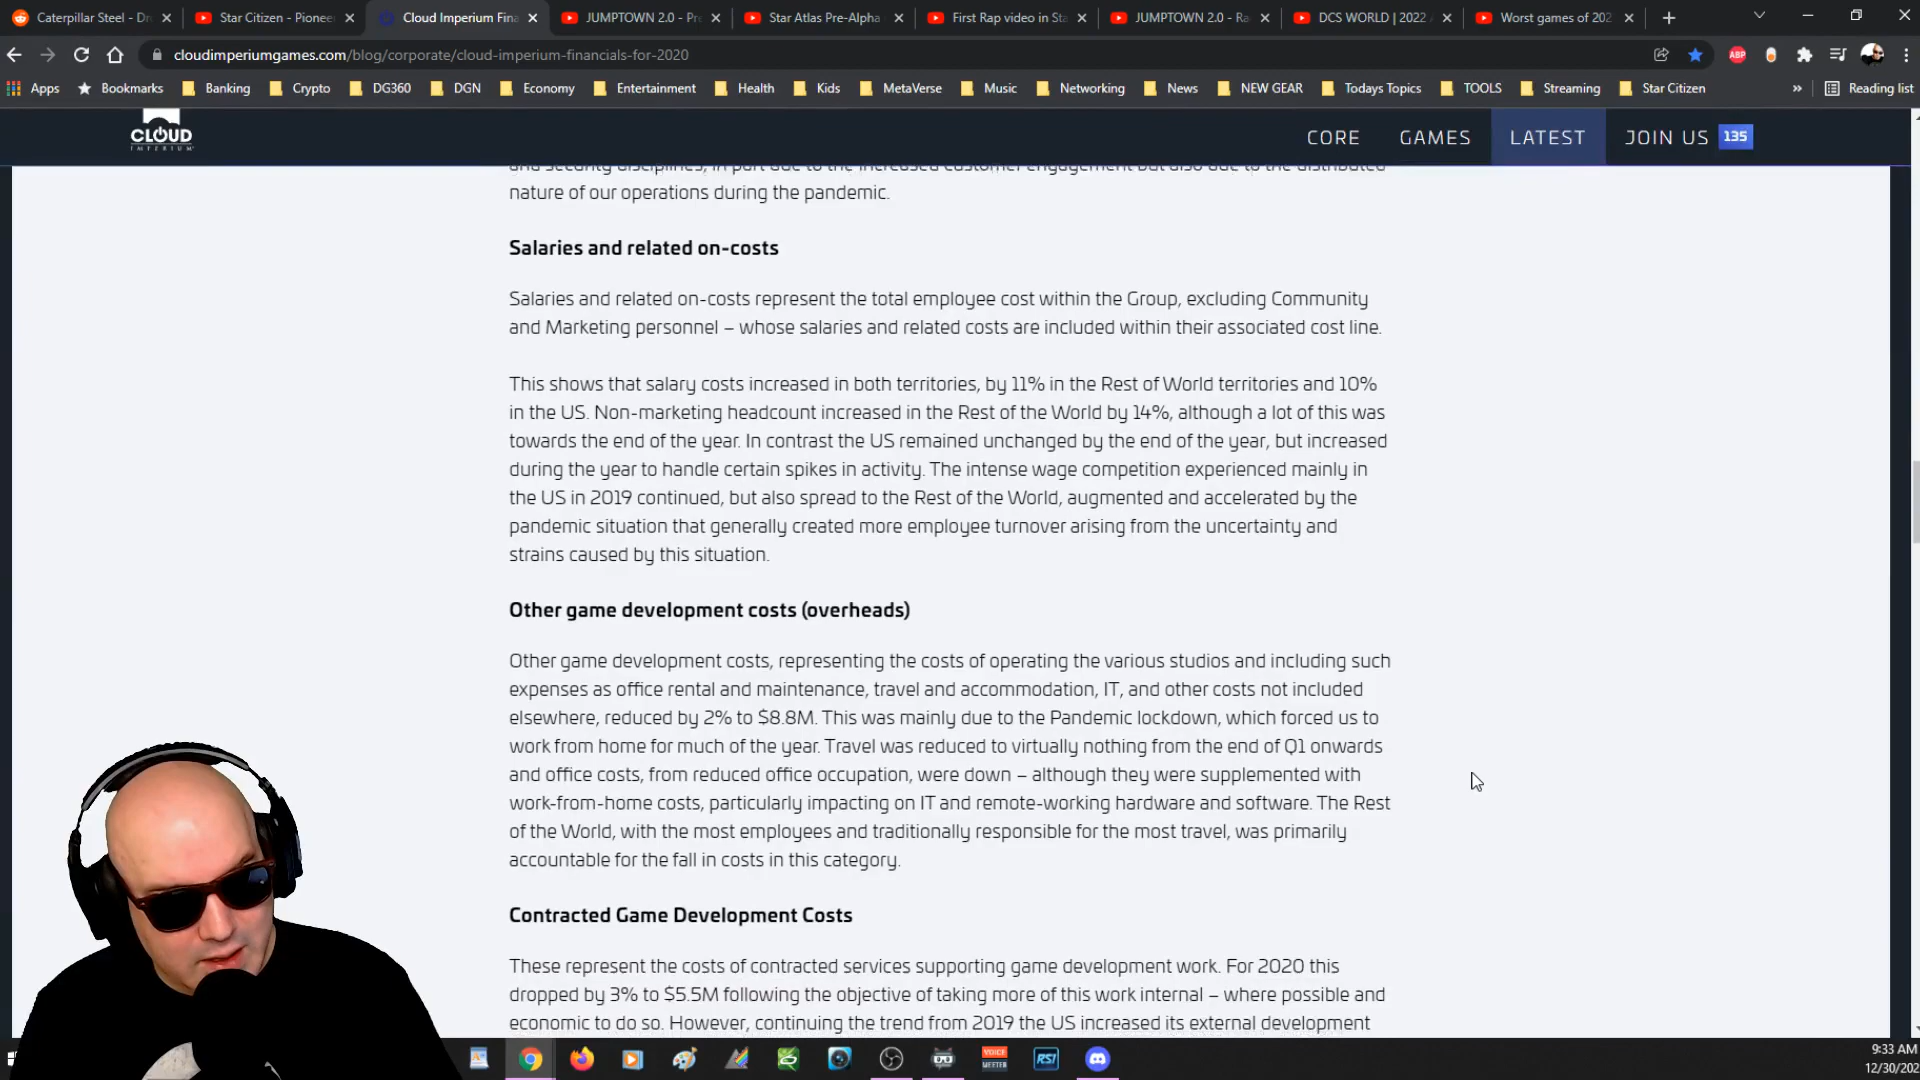 Caterpillar Steel - Dr
Star Citizen - Pionee
Cloud Imperium Fina
JUMPTOWN 2.0 - Pr
Star Atlas Pre-Alpha
First Rap video in St
JUMPTOWN 2.0 - Ra
DCS WORLD | 2022
Worst games of 202
cloudimperiumgames.com/blog/corporate/cloud-imperium-financials-for-2020
ABP
Apps
Bookmarks
Banking
Crypto
DG360
DGN
Economy
Entertainment
Health
Kids
MetaVerse
Music
Networking
News
NEW GEAR
Todays Topics
TOOLS
Streaming
Star Citizen
»
Reading list
CLOUD
IMPERIUM
CORE
GAMES
LATEST
JOIN US 135
and security disciplines, in part due to the increased customer engagement but also due to the distributed
nature of our operations during the pandemic.
Salaries and related on-costs
Salaries and related on-costs represent the total employee cost within the Group, excluding Community
and Marketing personnel – whose salaries and related costs are included within their associated cost line.
This shows that salary costs increased in both territories, by 11% in the Rest of World territories and 10%
in the US. Non-marketing headcount increased in the Rest of the World by 14%, although a lot of this was
towards the end of the year. In contrast the US remained unchanged by the end of the year, but increased
during the year to handle certain spikes in activity. The intense wage competition experienced mainly in
the US in 2019 continued, but also spread to the Rest of the World, augmented and accelerated by the
pandemic situation that generally created more employee turnover arising from the uncertainty and
strains caused by this situation.
Other game development costs (overheads)
Other game development costs, representing the costs of operating the various studios and including such
expenses as office rental and maintenance, travel and accommodation, IT, and other costs not included
elsewhere, reduced by 2% to $8.8M. This was mainly due to the Pandemic lockdown, which forced us to
work from home for much of the year. Travel was reduced to virtually nothing from the end of Q1 onwards
and office costs, from reduced office occupation, were down – although they were supplemented with
work-from-home costs, particularly impacting on IT and remote-working hardware and software. The Rest
of the World, with the most employees and traditionally responsible for the most travel, was primarily
accountable for the fall in costs in this category.
Contracted Game Development Costs
These represent the costs of contracted services supporting game development work. For 2020 this
dropped by 3% to $5.5M following the objective of taking more of this work internal – where possible and
economic to do so. However, continuing the trend from 2019 the US increased its external development
VOICE
MEETER
RSI
9:33 AM
12/30/202